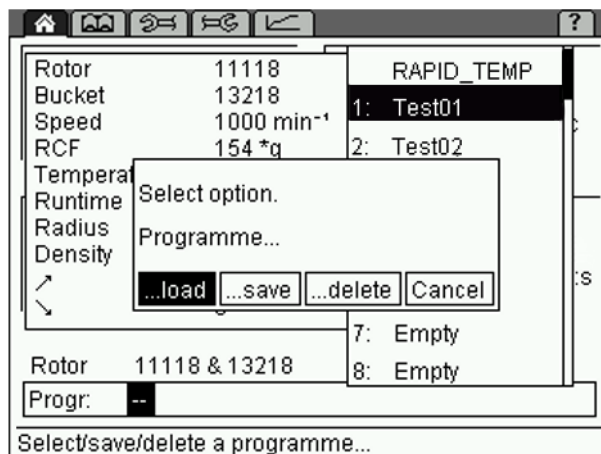 ?
Rotor 11118
Bucket 13218
Speed 1000 min⁻¹
RCF 154 *g
Runtime
Radius
Density
RAPID_TEMP
1: Test01
2: Test02
Select option.
Programme...
...load ...save ...delete Cancel
7: Empty
8: Empty
Rotor 11118 & 13218
Progr: --
Select/save/delete a programme...